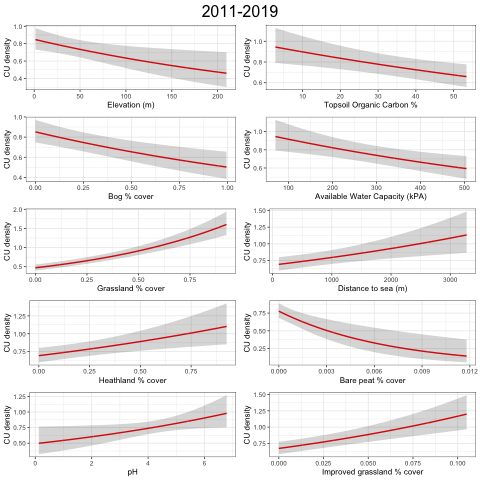 2011-2019
CU density
1.0
0.8
0.6
0.4
0 50 100 150 200
Elevation (m)
CU density
1.0
0.8
0.6
10 20 30 40 50
Topsoil Organic Carbon %
CU density
1.0
0.8
0.6
0.4
0.00 0.25 0.50 0.75 1.00
Bog % cover
CU density
1.0
0.8
0.6
100 200 300 400 500
Available Water Capacity (kPA)
CU density
2.0
1.5
1.0
0.5
0.00 0.25 0.50 0.75
Grassland % cover
CU density
1.50
1.25
1.00
0.75
0 1000 2000 3000
Distance to sea (m)
CU density
1.25
1.00
0.75
0.00 0.25 0.50 0.75
Heathland % cover
CU density
0.75
0.50
0.25
0.000 0.003 0.006 0.009 0.012
Bare peat % cover
CU density
1.25
1.00
0.75
0.50
0 2 4 6
pH
CU density
1.50
1.25
1.00
0.75
0.000 0.025 0.050 0.075 0.100
Improved grassland % cover